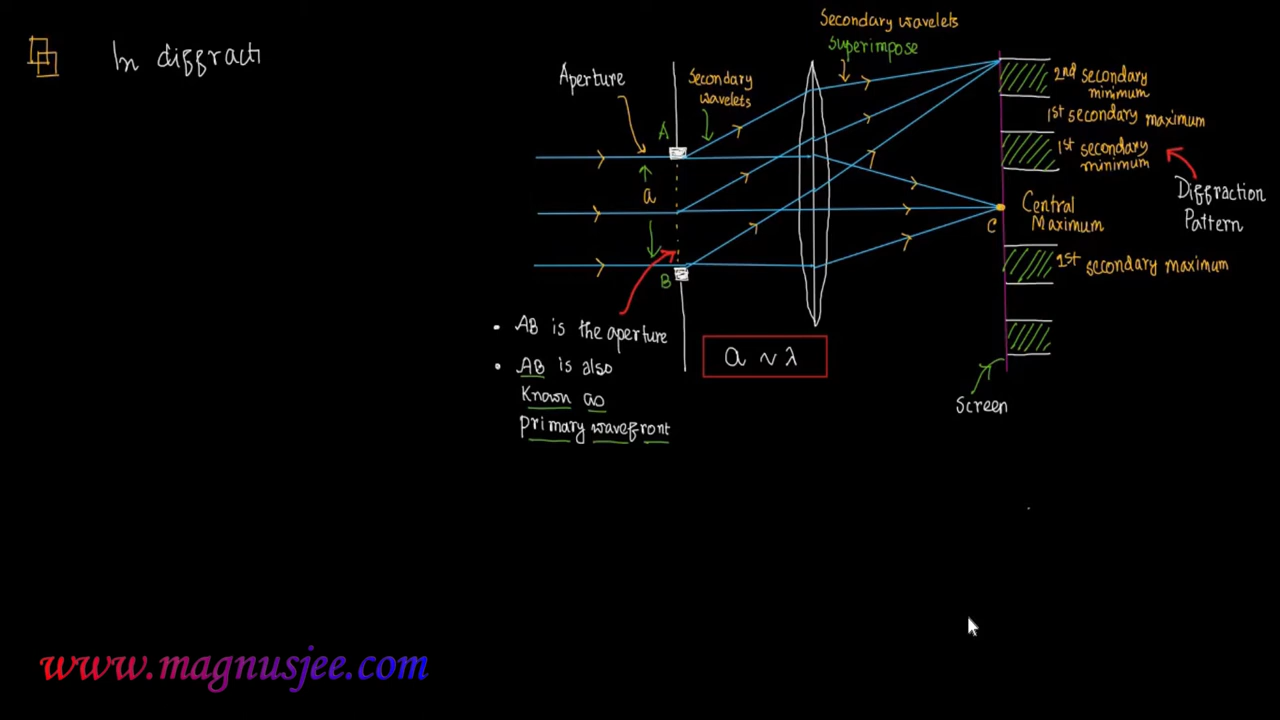 In diffracti
Secondary wavelets
Superimpose
Aperture
Secondary
wavelets
A
a
B
2nd secondary
minimum
1st secondary maximum
1st secondary
minimum
Diffraction
Pattern
Central
Maximum
C
1st secondary maximum
• AB is the aperture
• AB is also
Known as
primary wavefront
a ~ λ
Screen
www.magnusjee.com